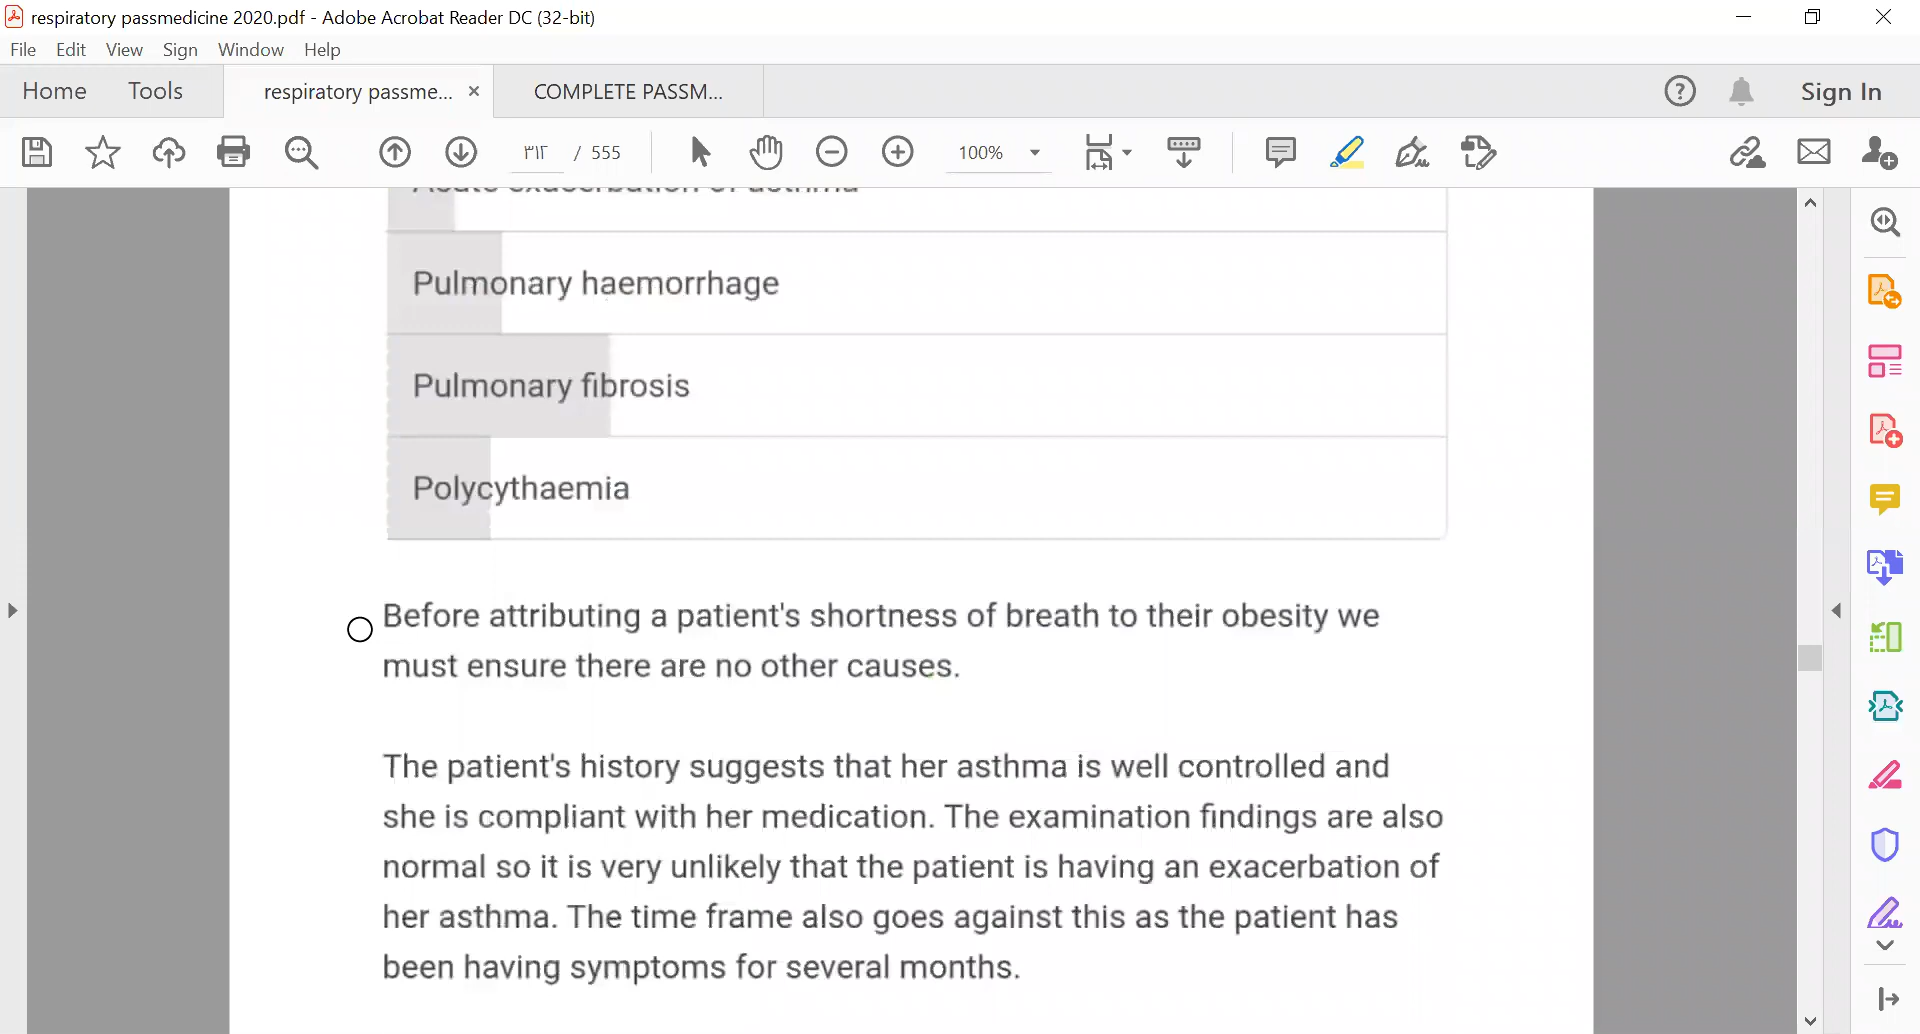 respiratory passmedicine 2020.pdf - Adobe Acrobat Reader DC (32-bit)
File Edit View Sign Window Help
Home Tools respiratory passme... × COMPLETE PASSM... Sign In
٣١٢ / 555 100%
Acute exacerbation of asthma
Pulmonary haemorrhage
Pulmonary fibrosis
Polycythaemia
Before attributing a patient's shortness of breath to their obesity we
must ensure there are no other causes.
The patient's history suggests that her asthma is well controlled and
she is compliant with her medication. The examination findings are also
normal so it is very unlikely that the patient is having an exacerbation of
her asthma. The time frame also goes against this as the patient has
been having symptoms for several months.